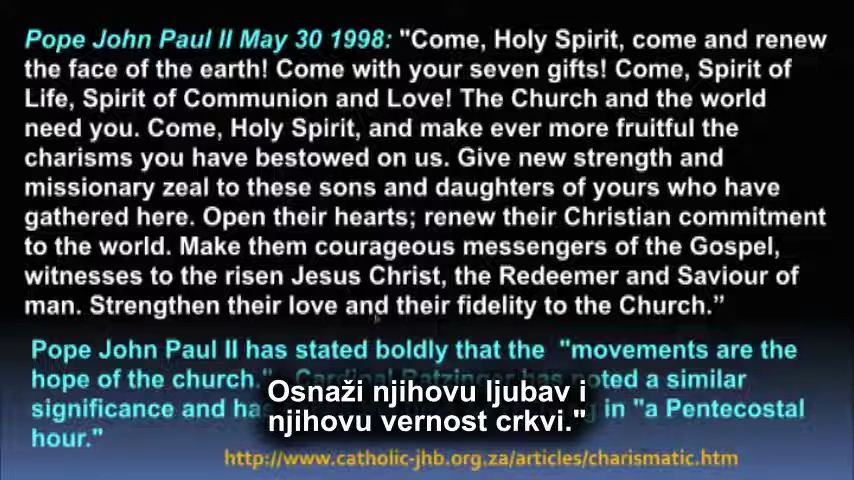 Pope John Paul II May 30 1998: "Come, Holy Spirit, come and renew
the face of the earth! Come with your seven gifts! Come, Spirit of
Life, Spirit of Communion and Love! The Church and the world
need you. Come, Holy Spirit, and make ever more fruitful the
charisms you have bestowed on us. Give new strength and
missionary zeal to these sons and daughters of yours who have
gathered here. Open their hearts; renew their Christian commitment
to the world. Make them courageous messengers of the Gospel,
witnesses to the risen Jesus Christ, the Redeemer and Saviour of
man. Strengthen their love and their fidelity to the Church.”
Pope John Paul II has stated boldly that the "movements are the
hope of the church." Cardinal Ratzinger has noted a similar
significance and has in "a Pentecostal
hour."
Osnaži njihovu ljubav i
njihovu vernost crkvi."
http://www.catholic-jhb.org.za/articles/charismatic.htm